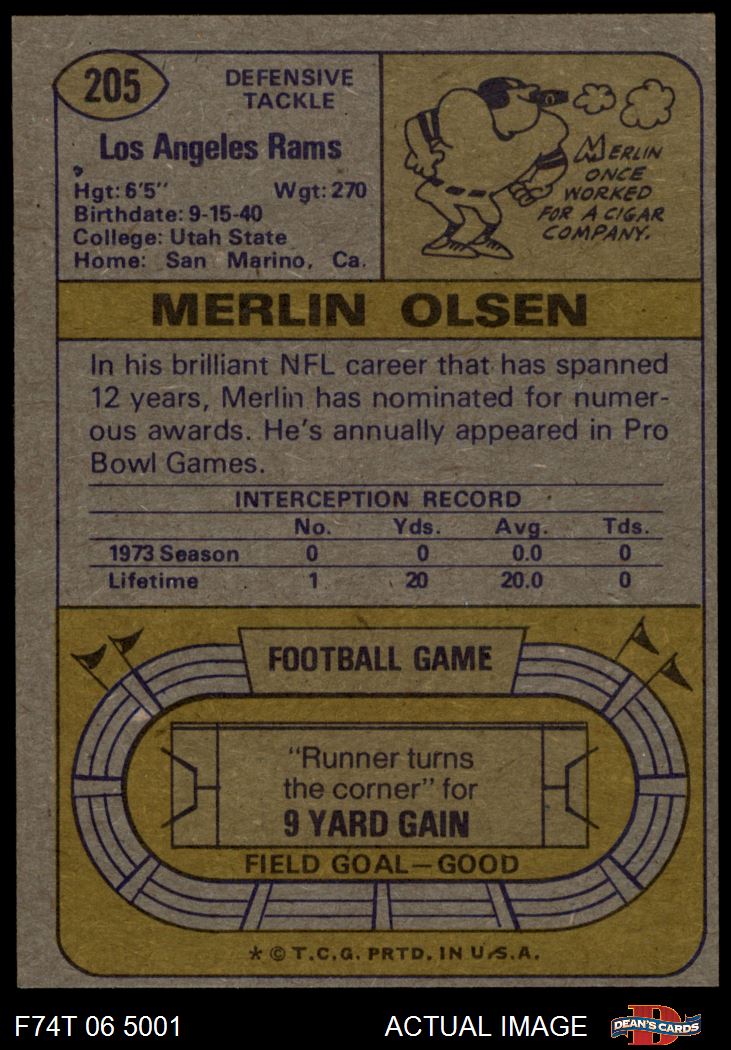 205
DEFENSIVE
TACKLE
Los Angeles Rams
Hgt: 6'5" Wgt: 270
Birthdate: 9-15-40
College: Utah State
Home: San Marino, Ca.
MERLIN
ONCE
WORKED
FOR A CIGAR
COMPANY.
MERLIN OLSEN
In his brilliant NFL career that has spanned
12 years, Merlin has nominated for numer-
ous awards. He's annually appeared in Pro
Bowl Games.
INTERCEPTION RECORD
No. Yds. Avg. Tds.
1973 Season 0 0 0.0 0
Lifetime 1 20 20.0 0
FOOTBALL GAME
"Runner turns
the corner" for
9 YARD GAIN
FIELD GOAL—GOOD
* © T.C.G. PRTD. IN U.S.A.
F74T 06 5001 ACTUAL IMAGE
D
DEAN'S CARDS